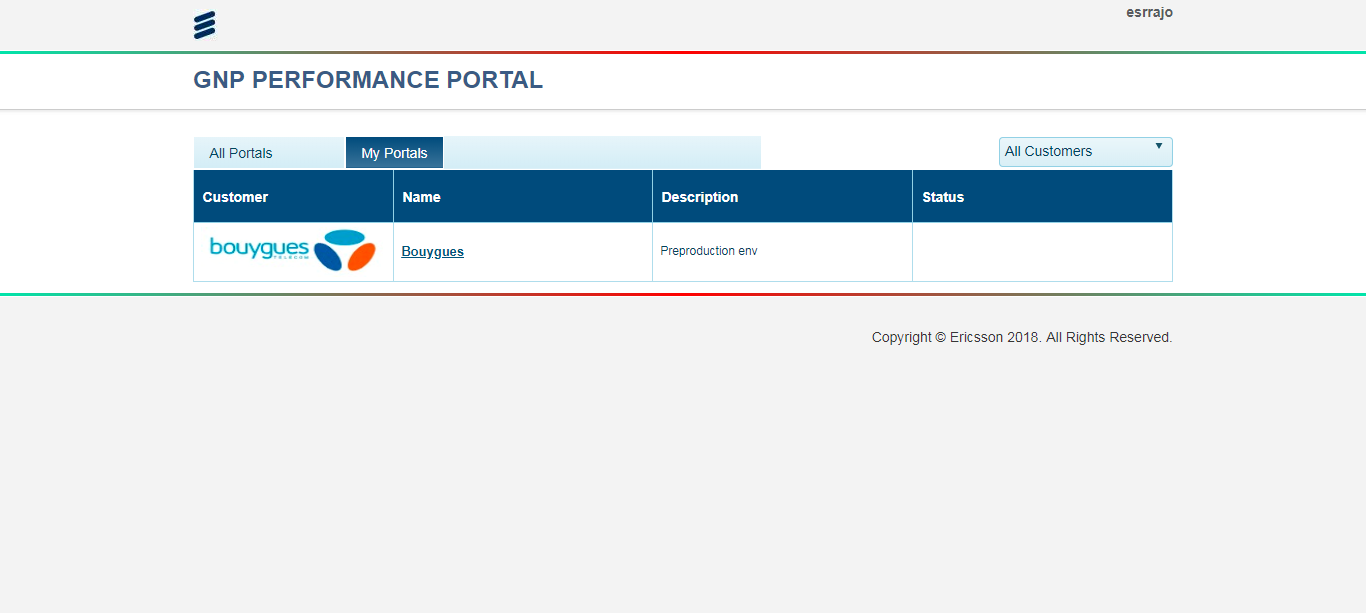 esrrajo
GNP PERFORMANCE PORTAL
All Portals My Portals All Customers
Customer Name Description Status
bouygues TELECOM Bouygues Preproduction env
Copyright © Ericsson 2018. All Rights Reserved.